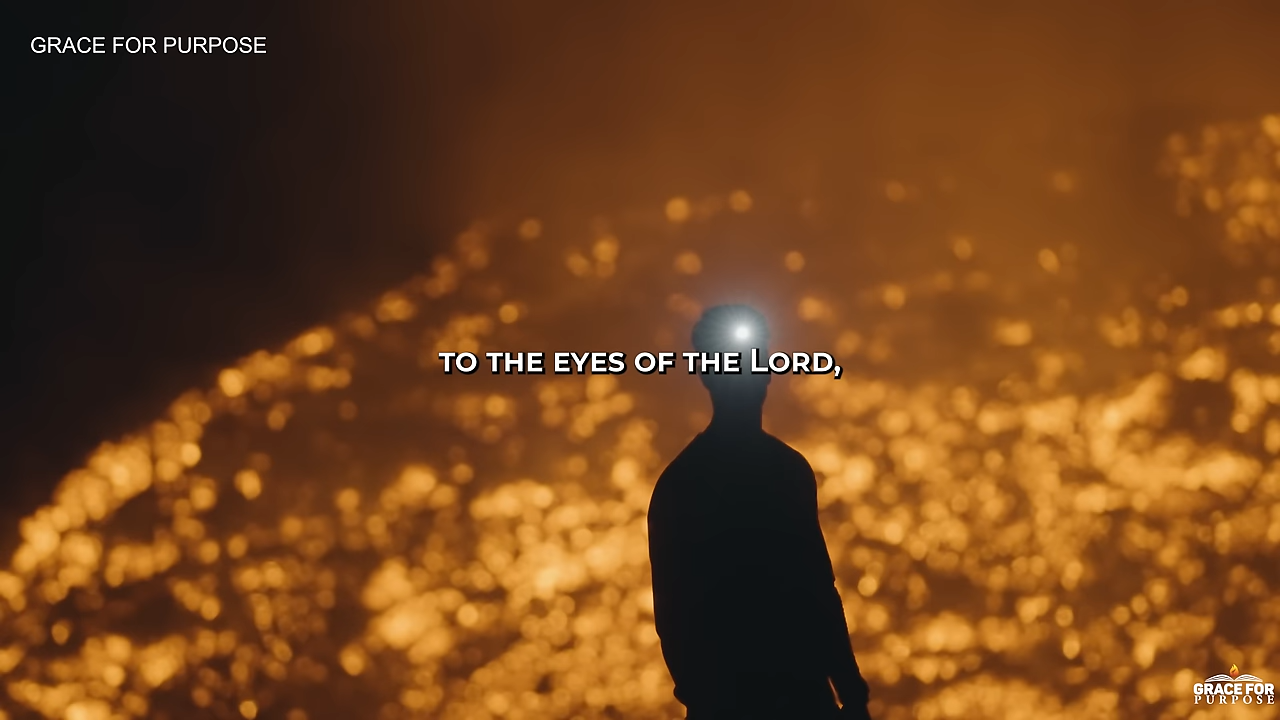 GRACE FOR PURPOSE
TO THE EYES OF THE LORD,
GRACE FOR
PURPOSE